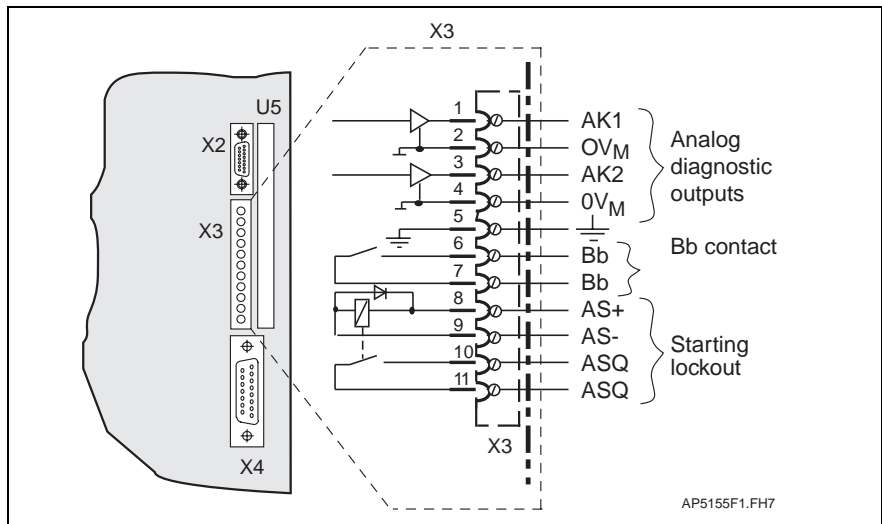 X3
U5
X2
X3
X4
1 AK1
2 OVM
3 AK2
4 0VM
5
6 Bb
7 Bb
8 AS+
9 AS-
10 ASQ
11 ASQ
Analog
diagnostic
outputs
Bb contact
Starting
lockout
X3
AP5155F1.FH7